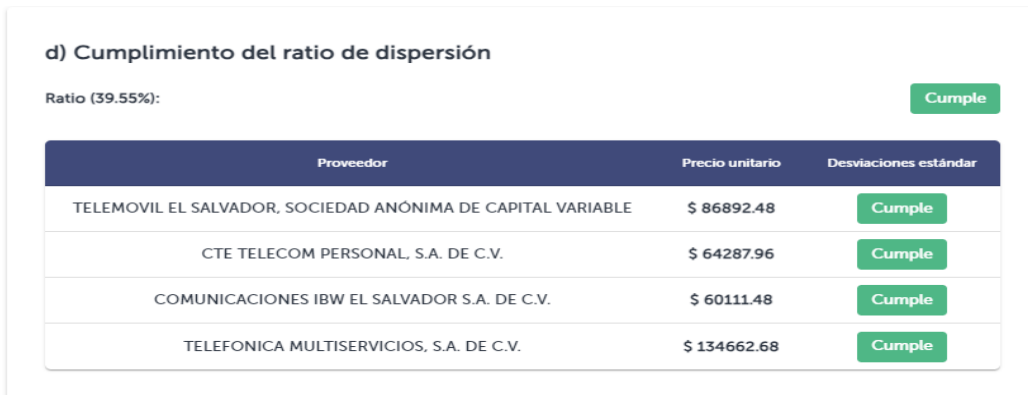 d) Cumplimiento del ratio de dispersión
Ratio (39.55%): Cumple
Proveedor Precio unitario Desviaciones estándar
TELEMOVIL EL SALVADOR, SOCIEDAD ANÓNIMA DE CAPITAL VARIABLE $ 86892.48 Cumple
CTE TELECOM PERSONAL, S.A. DE C.V. $ 64287.96 Cumple
COMUNICACIONES IBW EL SALVADOR S.A. DE C.V. $ 60111.48 Cumple
TELEFONICA MULTISERVICIOS, S.A. DE C.V. $ 134662.68 Cumple